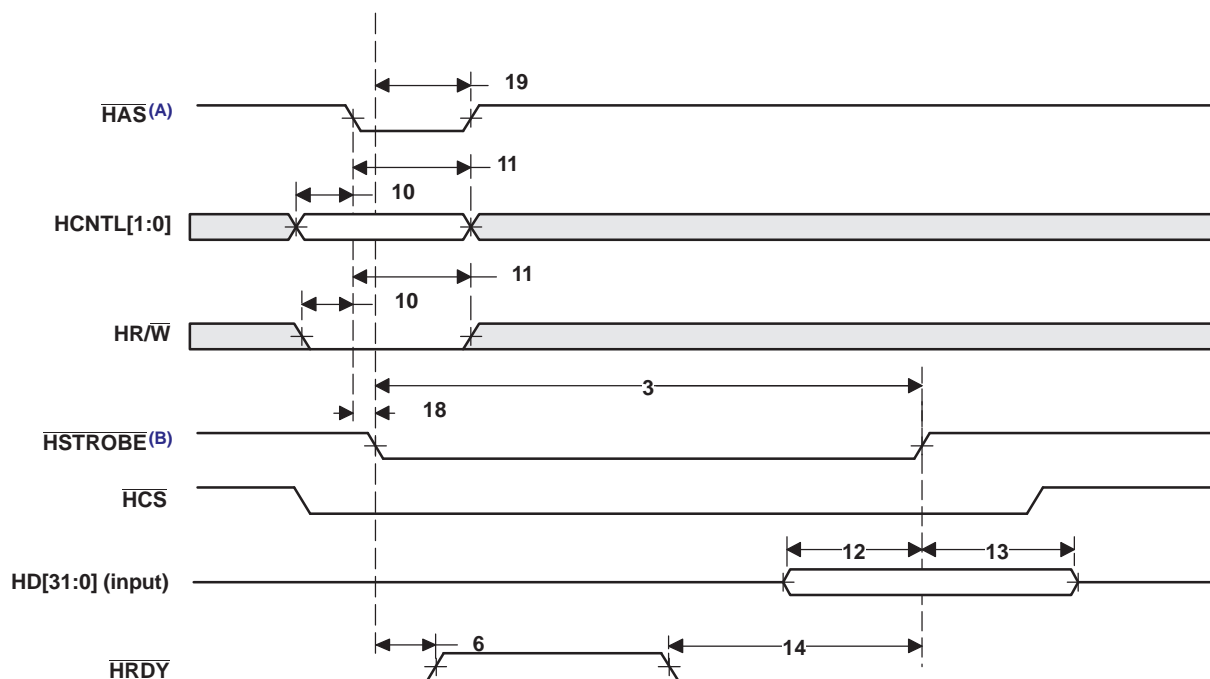 19
HAS(A)
11
10
HCNTL[1:0]
11
10
HR/W
3
18
HSTROBE(B)
HCS
12
13
HD[31:0] (input)
6
14
HRDY